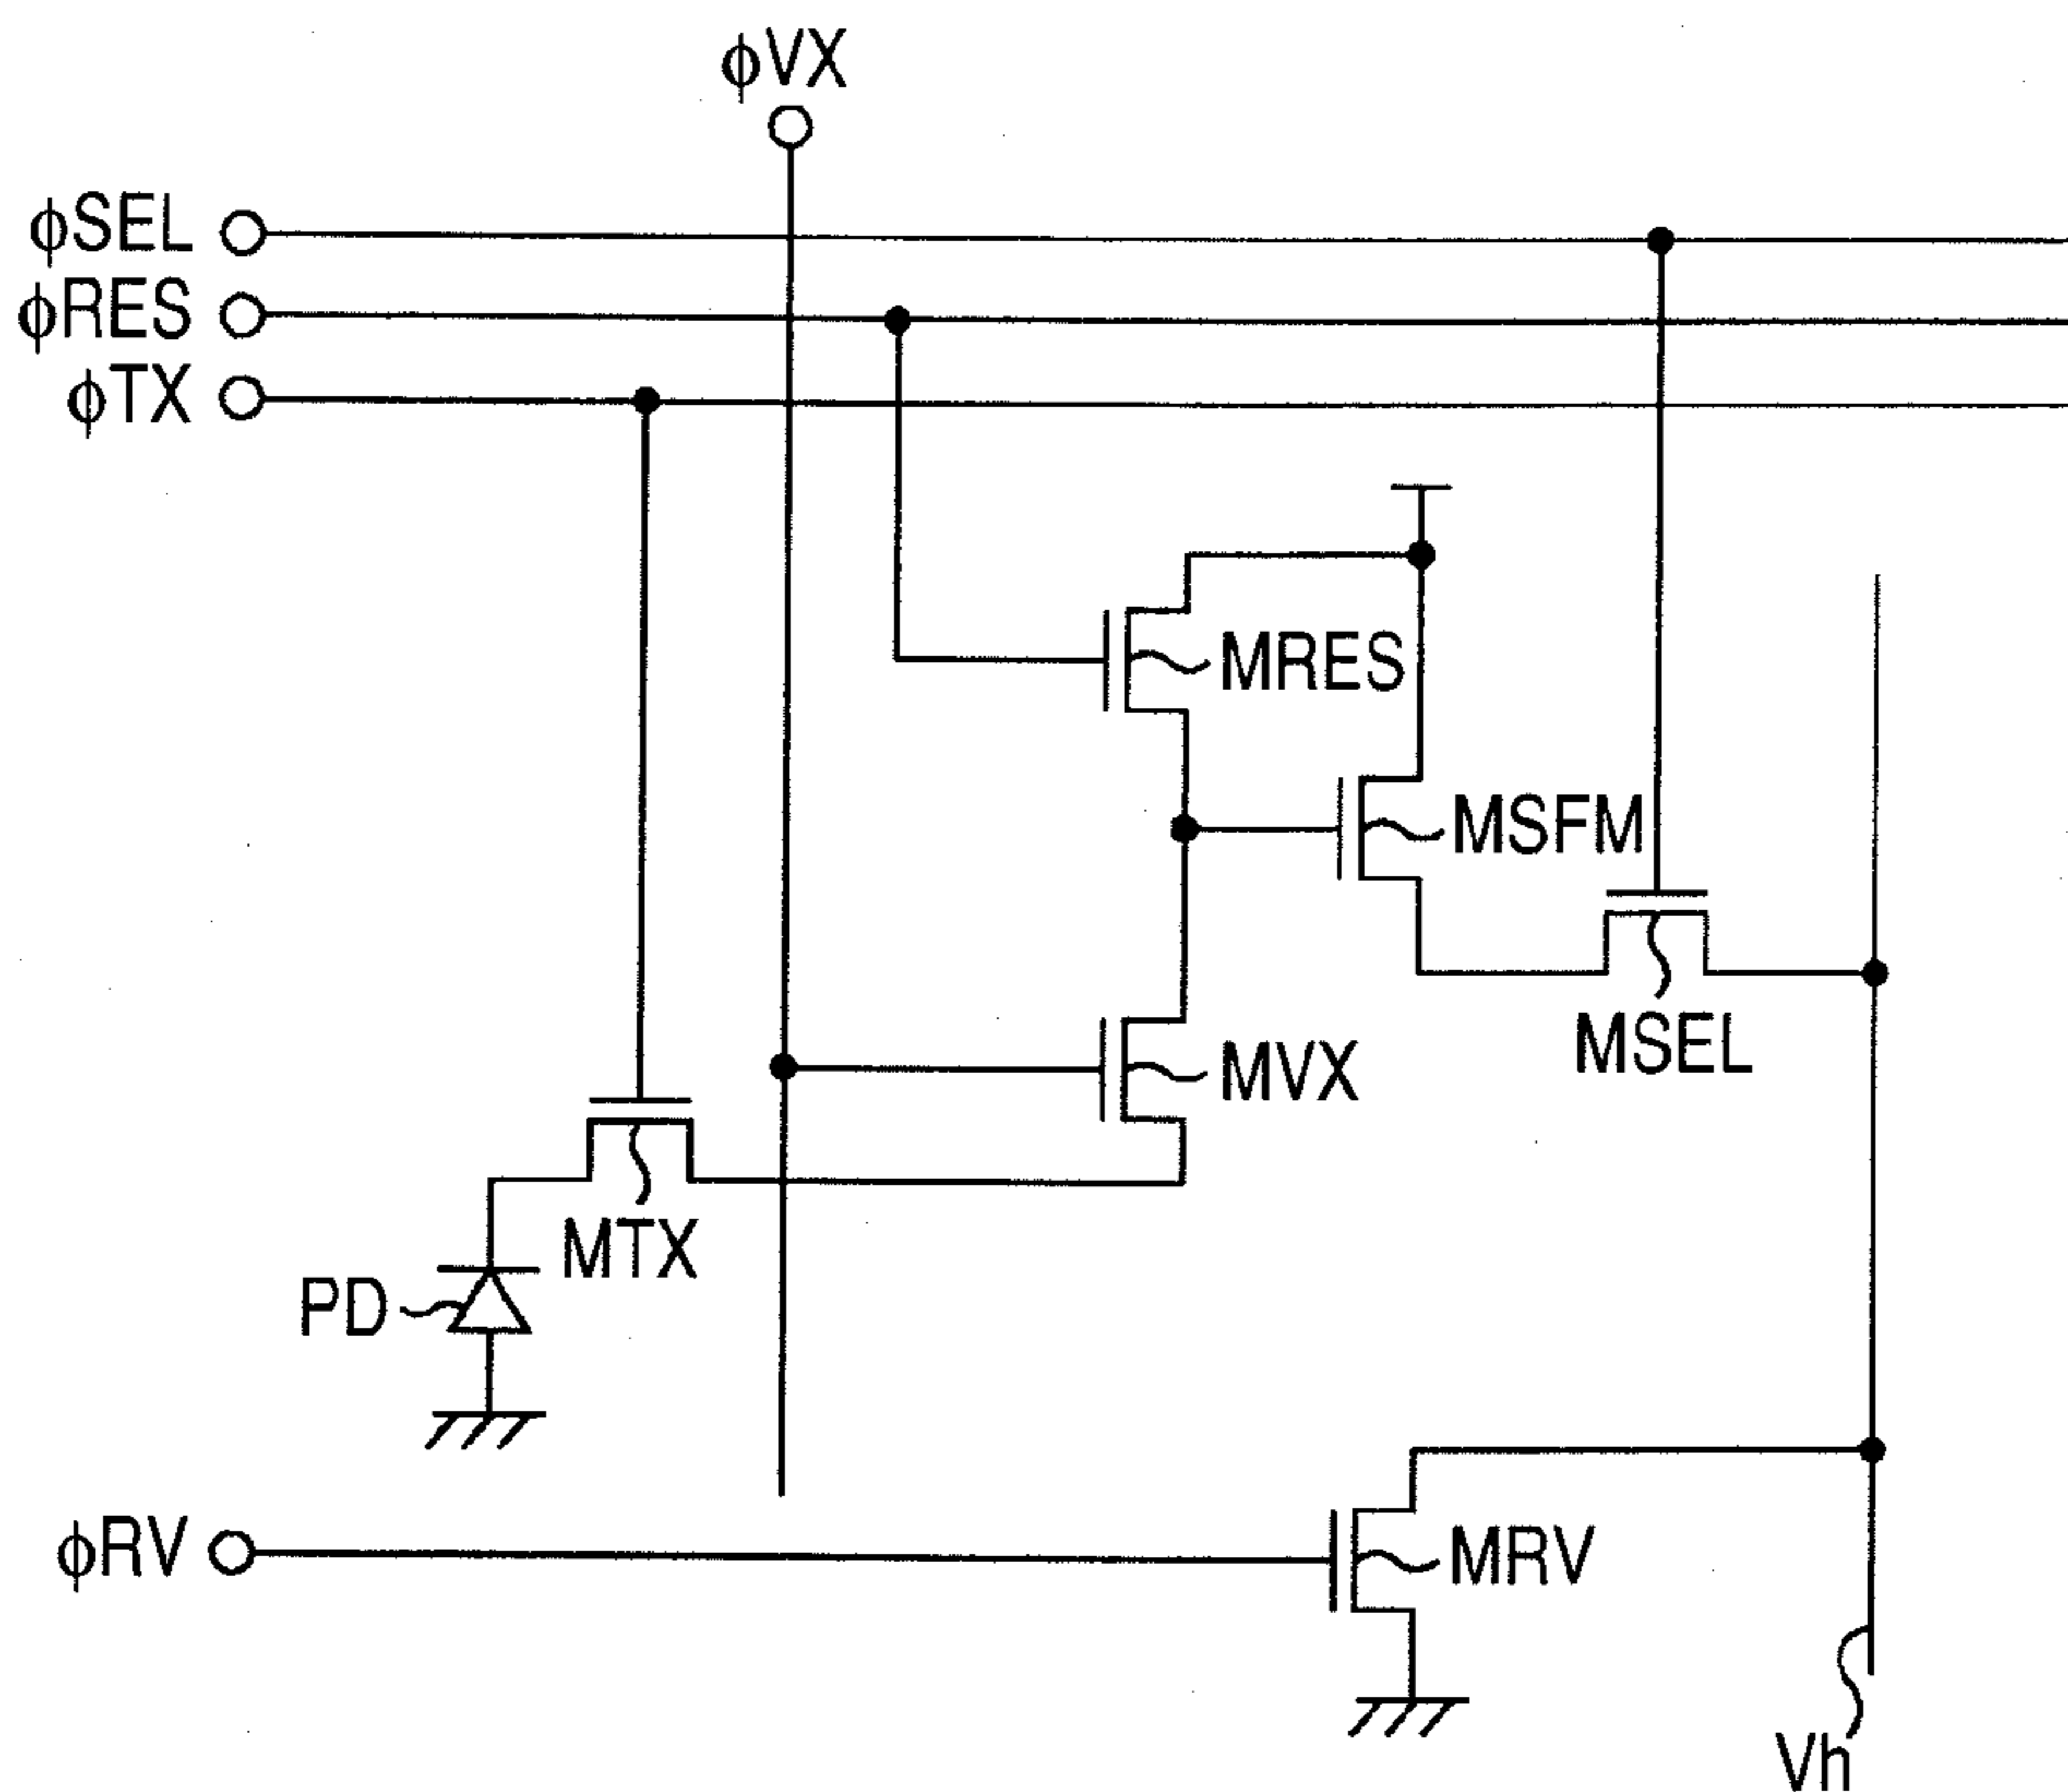 ϕVX
ϕSEL
ϕRES
ϕTX
MRES
MSFM
MSEL
MVX
MTX
PD
ϕRV
MRV
Vh